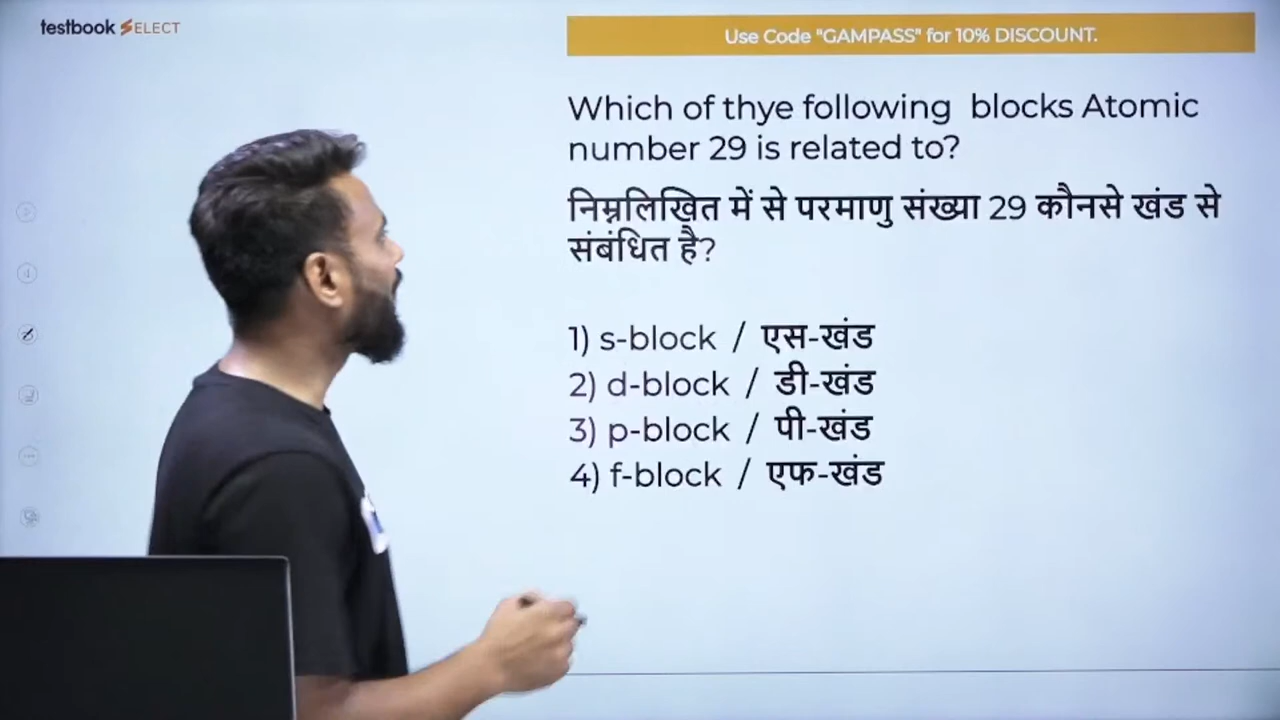 testbook SELECT
Use Code "GAMPASS" for 10% DISCOUNT.
Which of thye following blocks Atomic
number 29 is related to?
निम्नलिखित में से परमाणु संख्या 29 कौनसे खंड से
संबंधित है?
1) s-block / एस-खंड
2) d-block / डी-खंड
3) p-block / पी-खंड
4) f-block / एफ-खंड